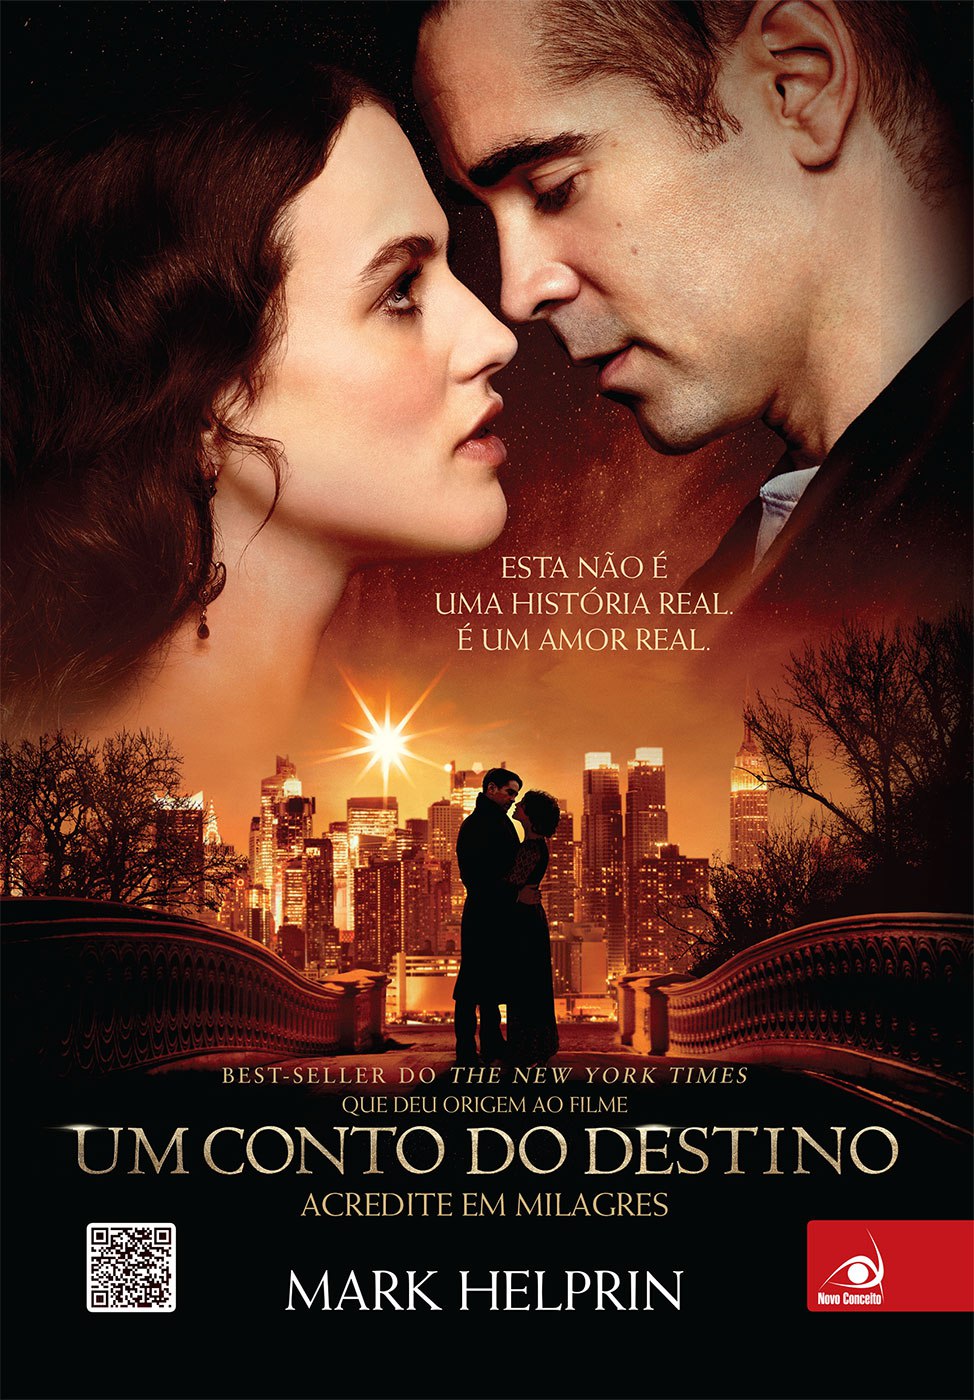 ESTA NÃO É
UMA HISTÓRIA REAL.
É UM AMOR REAL.
BEST-SELLER DO THE NEW YORK TIMES
QUE DEU ORIGEM AO FILME
UM CONTO DO DESTINO
ACREDITE EM MILAGRES
MARK HELPRIN
Novo Conceito